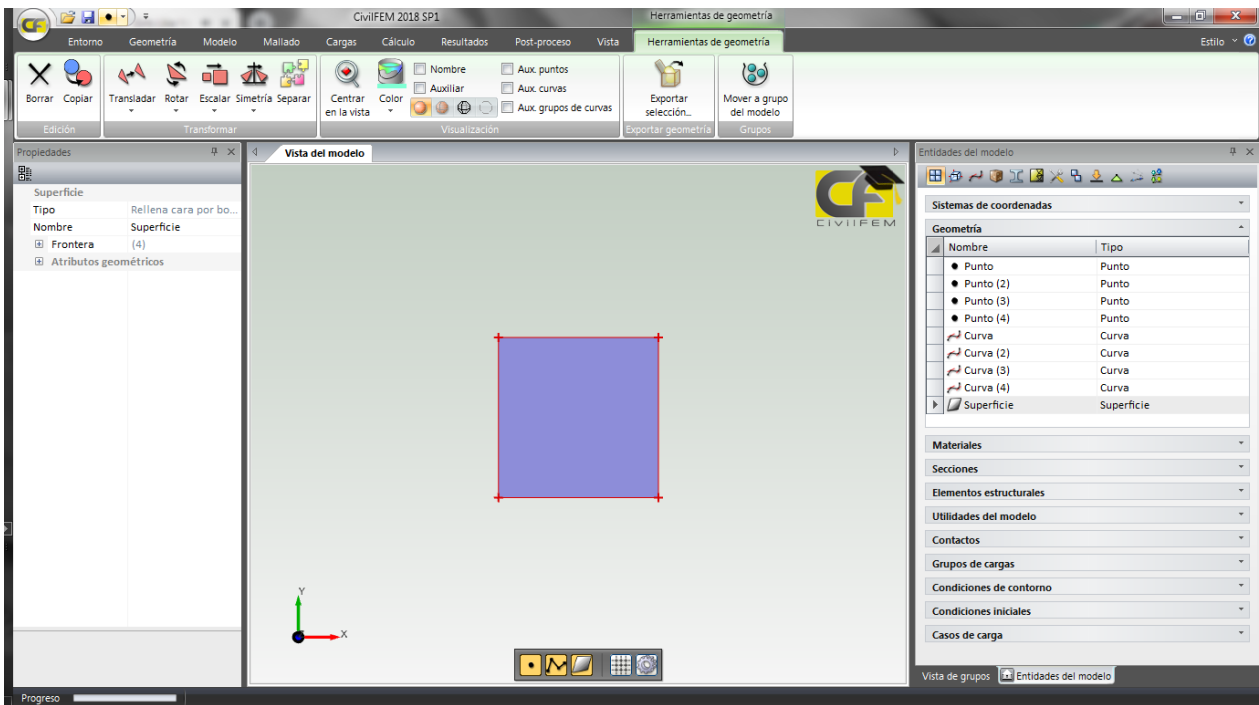 CivilFEM 2018 SP1
Herramientas de geometría
Entorno Geometría Modelo Mallado Cargas Cálculo Resultados Post-proceso Vista Herramientas de geometría Estilo
Borrar Copiar
Edición
Transladar Rotar Escalar Simetría Separar
Transformar
Centrar en la vista Color
Nombre
Auxiliar
Aux. puntos
Aux. curvas
Aux. grupos de curvas
Visualización
Exportar selección...
Exportar geometría
Mover a grupo del modelo
Grupos
Propiedades
Superficie
Tipo Rellena cara por bo...
Nombre Superficie
Frontera (4)
Atributos geométricos
Vista del modelo
CF
CIVILFEM
Y
X
Entidades del modelo
Sistemas de coordenadas
Geometría
Nombre Tipo
Punto Punto
Punto (2) Punto
Punto (3) Punto
Punto (4) Punto
Curva Curva
Curva (2) Curva
Curva (3) Curva
Curva (4) Curva
Superficie Superficie
Materiales
Secciones
Elementos estructurales
Utilidades del modelo
Contactos
Grupos de cargas
Condiciones de contorno
Condiciones iniciales
Casos de carga
Vista de grupos Entidades del modelo
Progreso